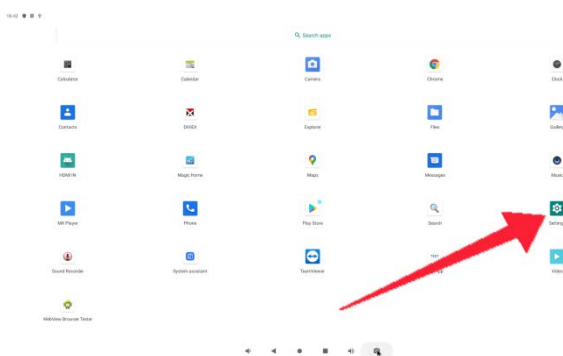 Search apps
Calculator
Calendar
Camera
Chrome
Clock
Contacts
Explorer
Files
Gallery
HDMI IN
Magic Home
Maps
Messages
Music
MX Player
Phone
Play Store
Search
Settings
Sound Recorder
System assistant
TeamViewer
Video
WebView Browser Tester